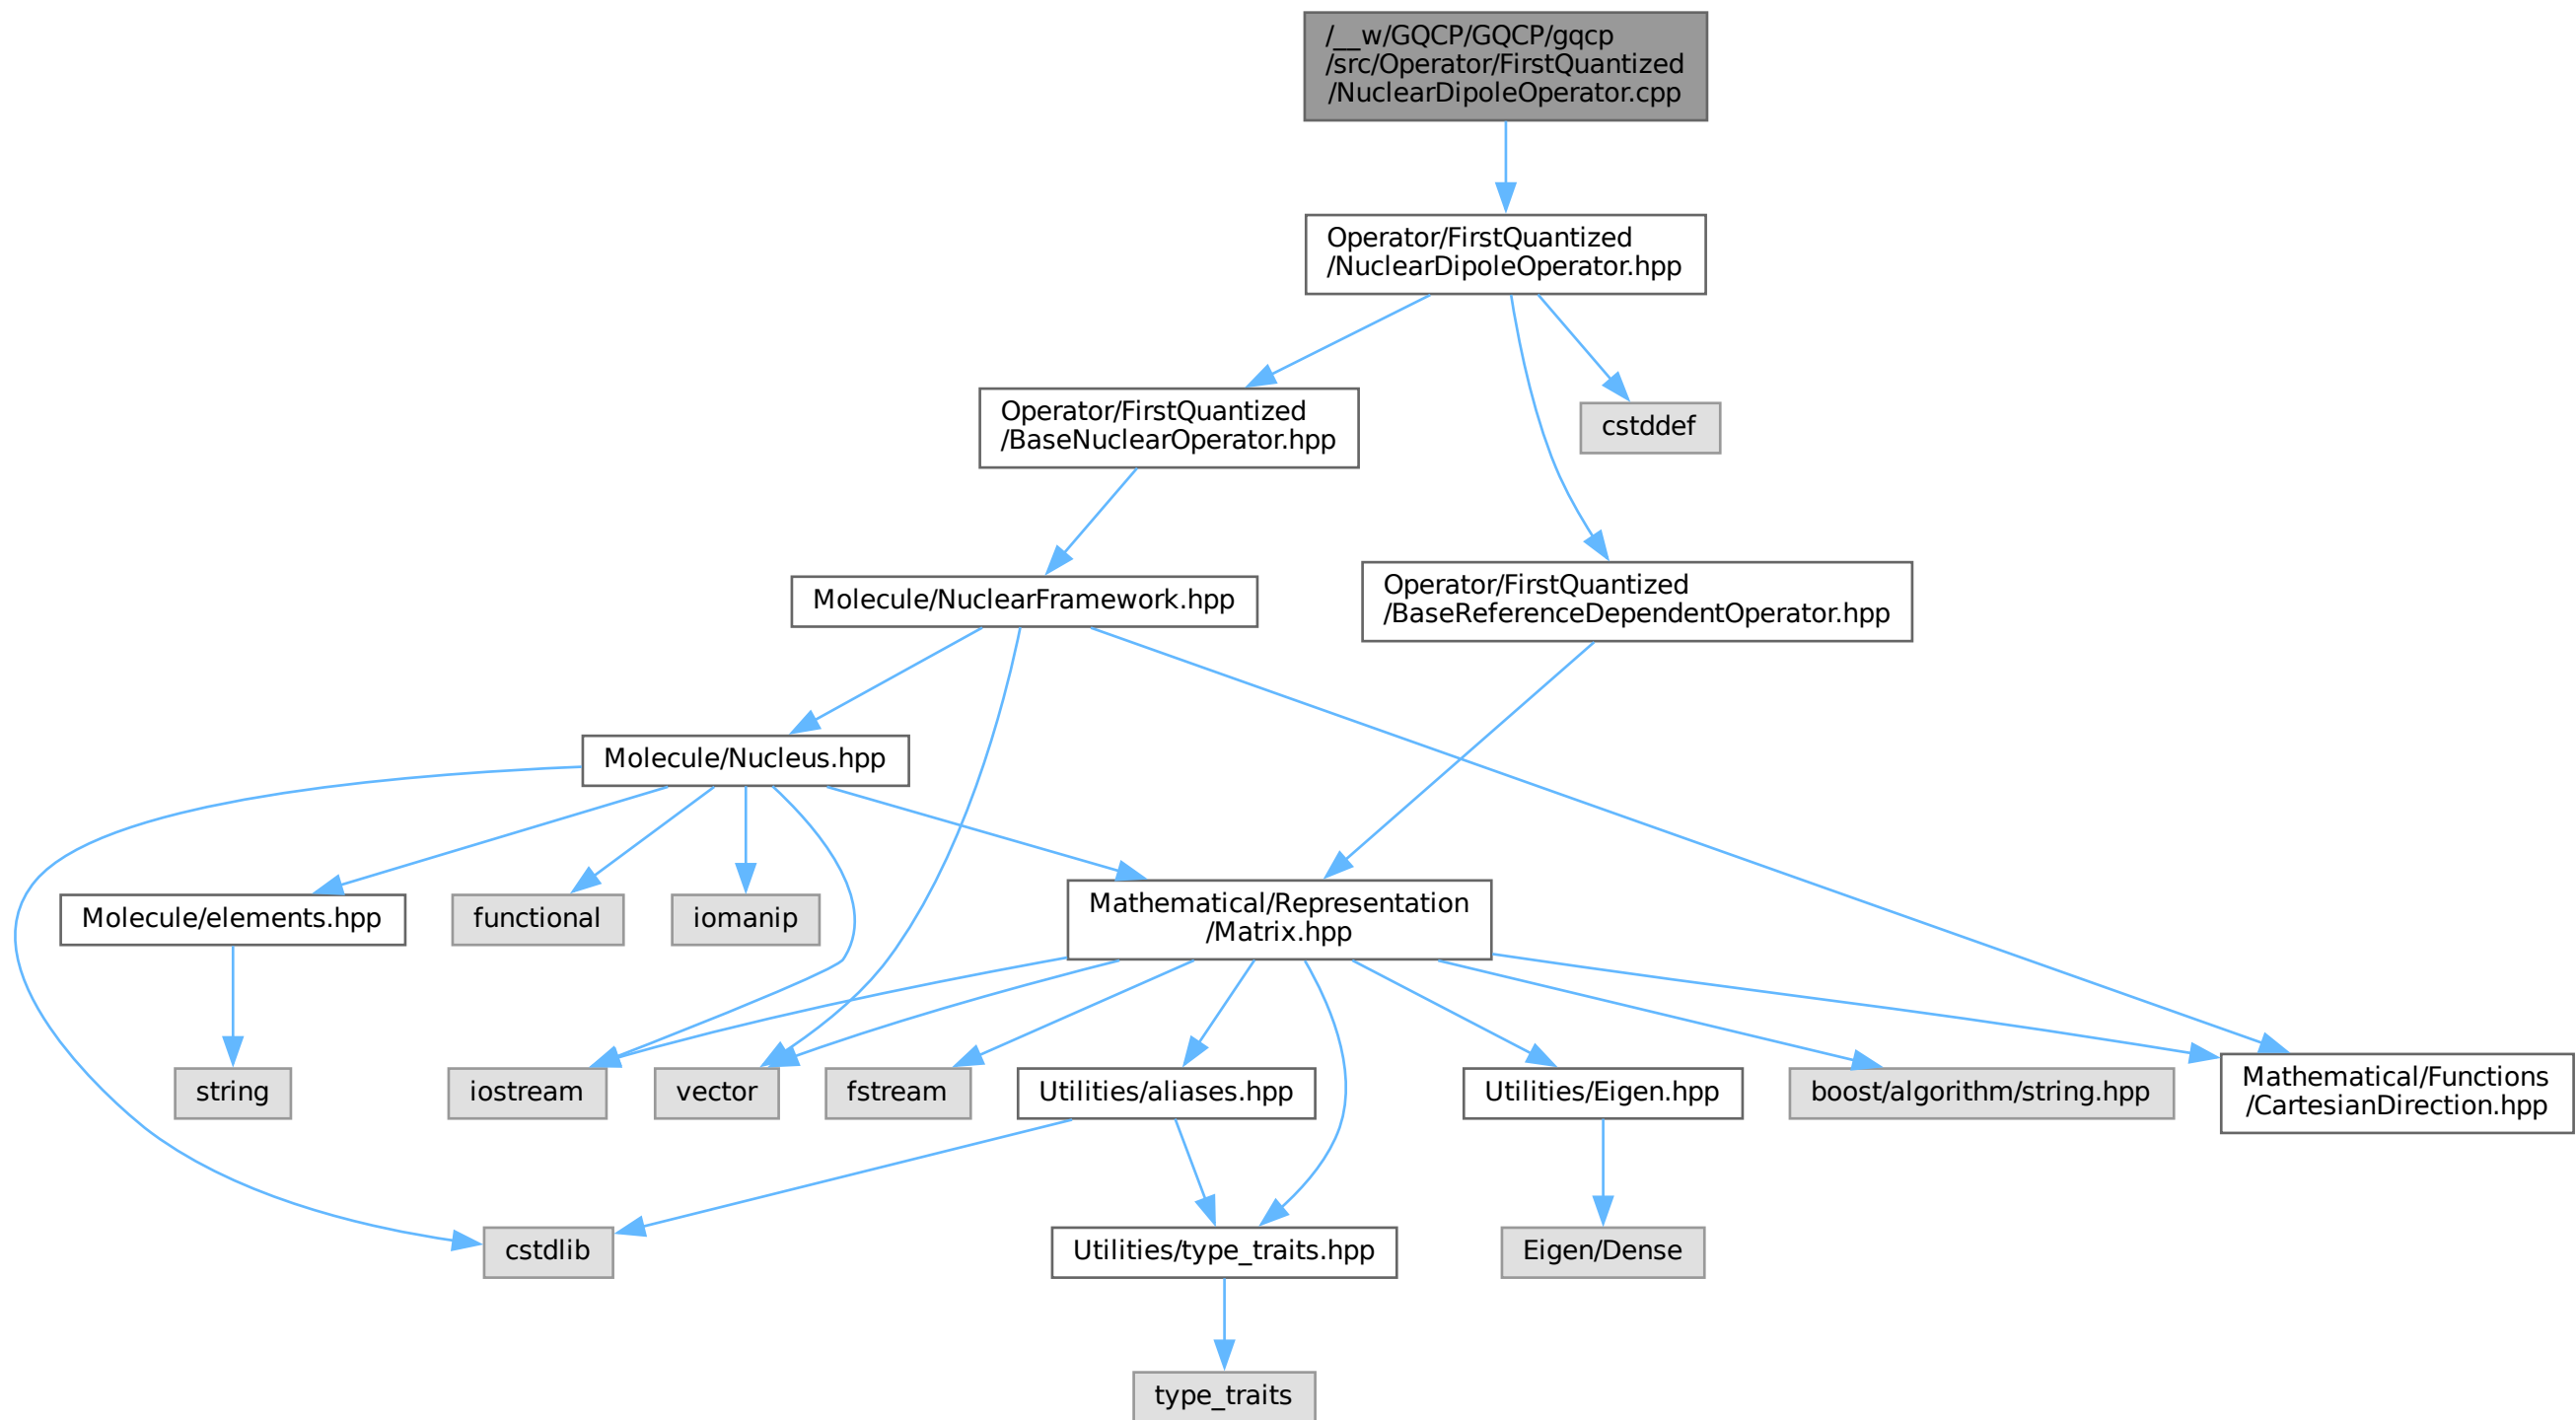 /__w/GQCP/GQCP/gqcp
/src/Operator/FirstQuantized
/NuclearDipoleOperator.cpp
Operator/FirstQuantized
/NuclearDipoleOperator.hpp
Operator/FirstQuantized
/BaseNuclearOperator.hpp
cstddef
Molecule/NuclearFramework.hpp
Operator/FirstQuantized
/BaseReferenceDependentOperator.hpp
Molecule/Nucleus.hpp
Molecule/elements.hpp
functional
iomanip
Mathematical/Representation
/Matrix.hpp
string
iostream
vector
fstream
Utilities/aliases.hpp
Utilities/Eigen.hpp
boost/algorithm/string.hpp
Mathematical/Functions
/CartesianDirection.hpp
cstdlib
Utilities/type_traits.hpp
Eigen/Dense
type_traits